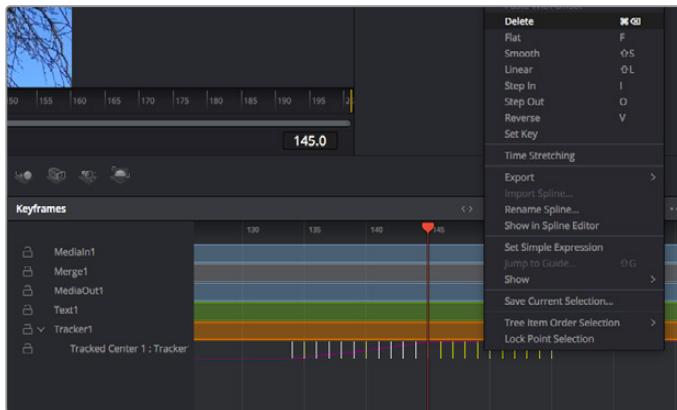 Delete ⌘⌫
Flat F
Smooth ⇧S
Linear ⇧L
Step In I
Step Out O
Reverse V
Set Key
Time Stretching
Export >
Import Spline...
Rename Spline...
Show in Spline Editor
Set Simple Expression
Jump to Guide... ⇧G
Show >
Save Current Selection...
Tree Item Order Selection >
Lock Point Selection
155 160 165 170 175 180 185 190 195
145.0
Keyframes
130 135 140 145
MediaIn1
Merge1
MediaOut1
Text1
Tracker1
Tracked Center 1 : Tracker